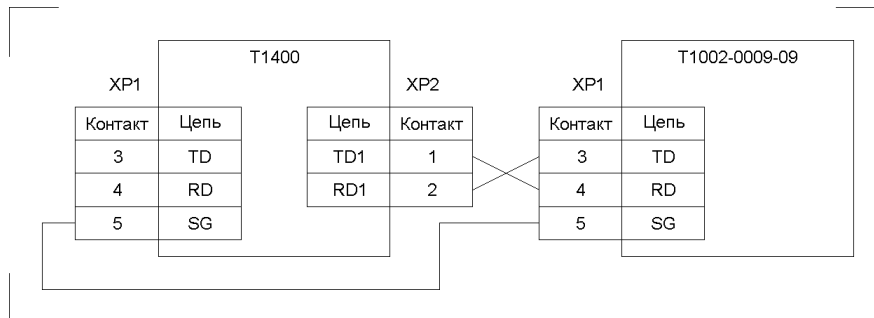 T1400
T1002-0009-09
XP1
XP2
XP1
Контакт Цепь
3 TD
4 RD
5 SG
Цепь Контакт
TD1 1
RD1 2
Контакт Цепь
3 TD
4 RD
5 SG